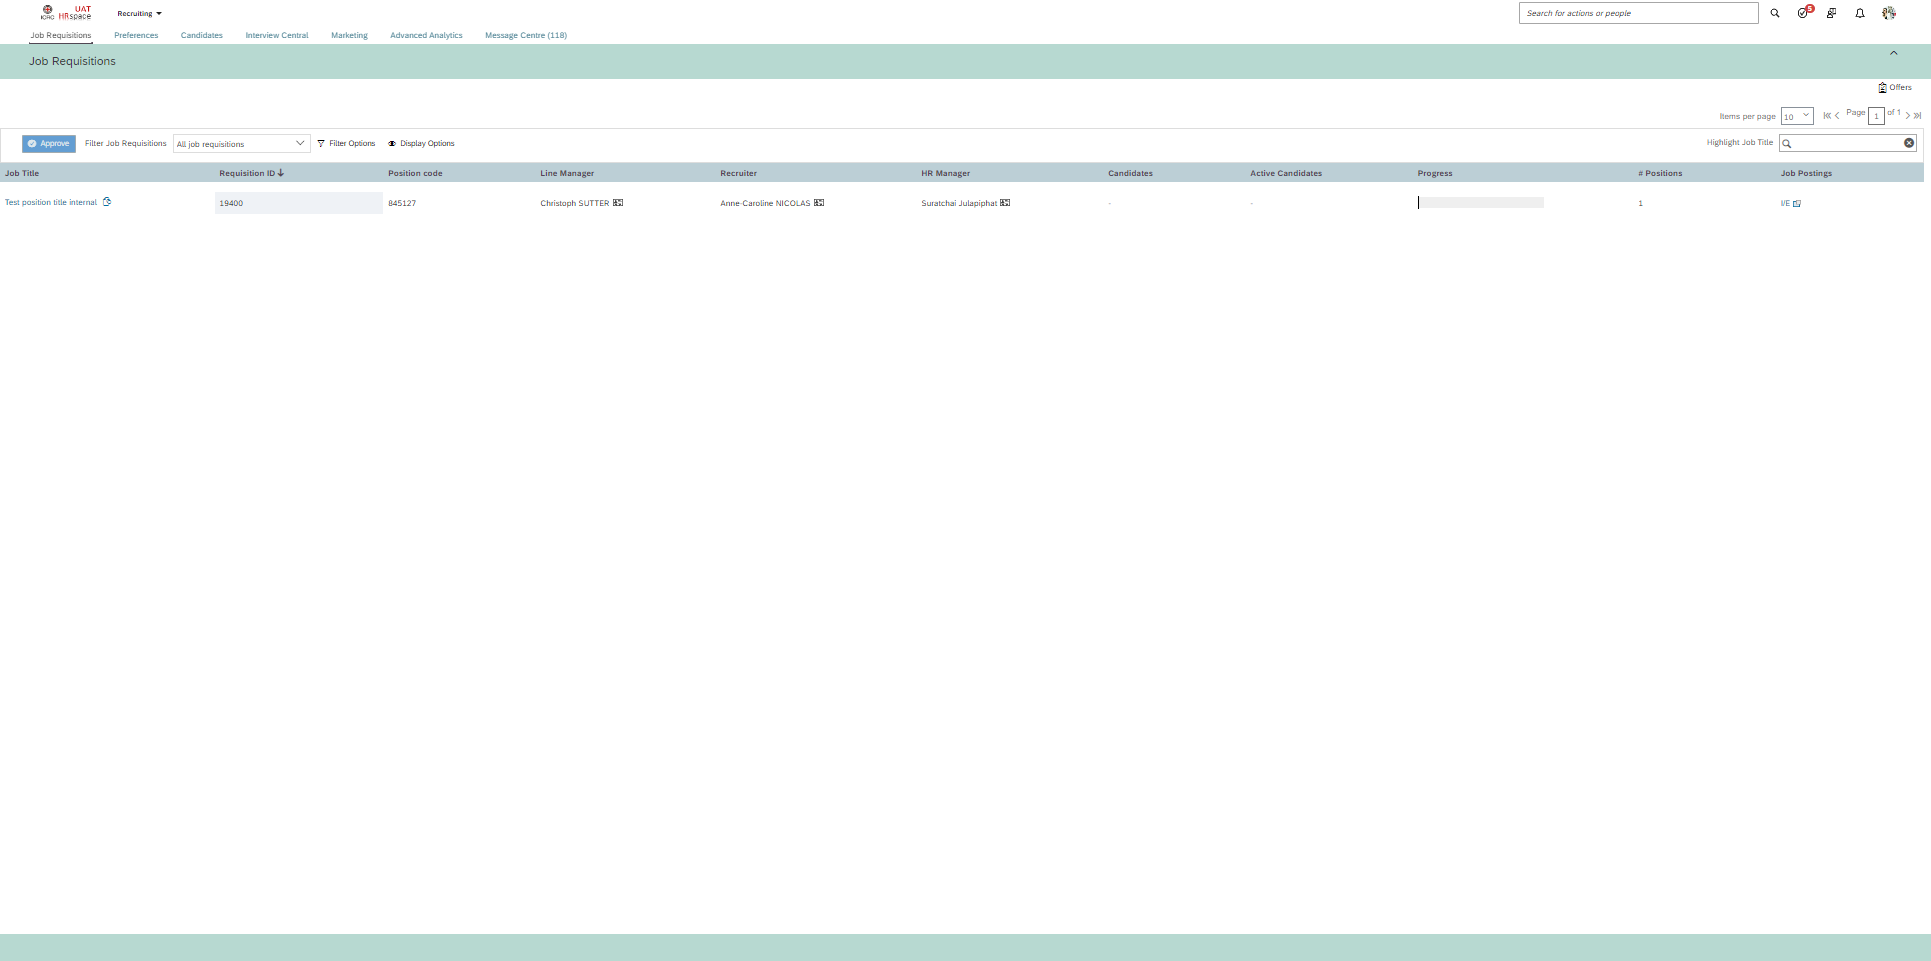 ICRC UAT HRspace Recruiting Search for actions or people 5
Job Requisitions Preferences Candidates Interview Central Marketing Advanced Analytics Message Centre (118)
Job Requisitions
Offers
Items per page 10 Page 1 of 1
Approve Filter Job Requisitions All job requisitions Filter Options Display Options Highlight Job Title
Job Title Requisition ID Position code Line Manager Recruiter HR Manager Candidates Active Candidates Progress # Positions Job Postings
Test position title internal 19400 845127 Christoph SUTTER Anne-Caroline NICOLAS Suratchai Julapiphat - - 1 I/E